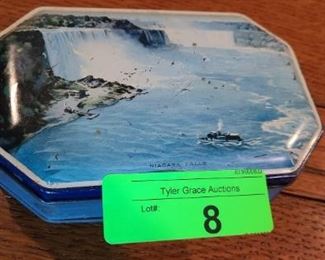 NIAGARA FALLS
Tyler Grace Auctions
Lot#:
8